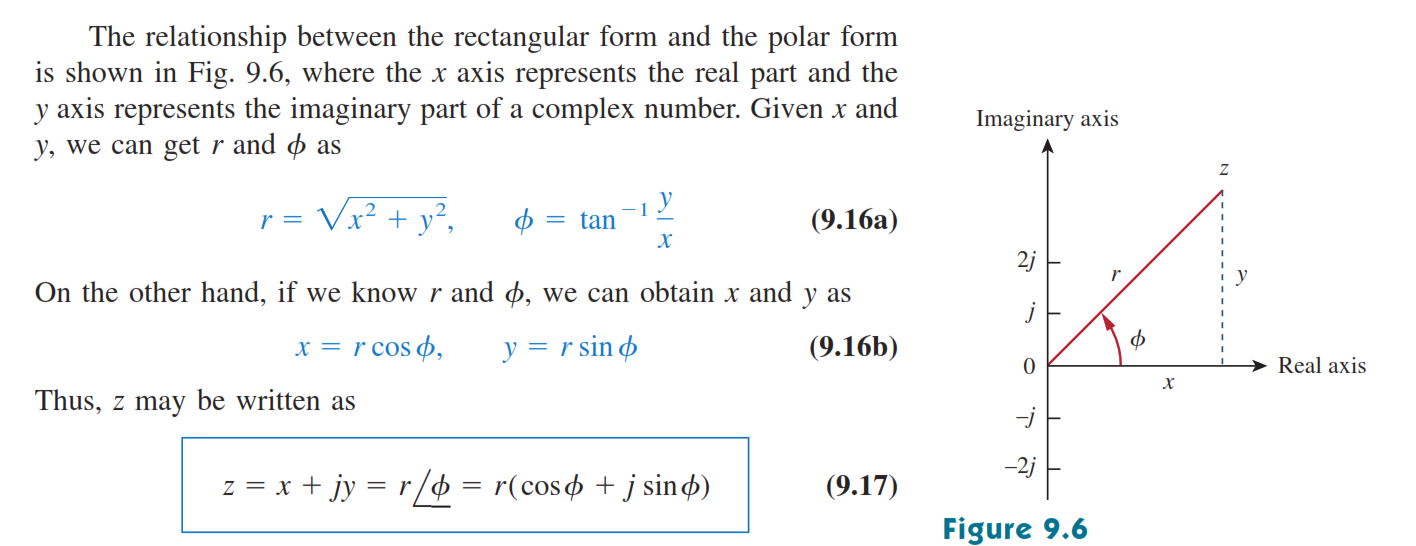 The relationship between the rectangular form and the polar form
is shown in Fig. 9.6, where the x axis represents the real part and the
y axis represents the imaginary part of a complex number. Given x and
y, we can get r and ϕ as
r = √(x² + y²), ϕ = tan⁻¹ y/x (9.16a)
On the other hand, if we know r and ϕ, we can obtain x and y as
x = r cos ϕ, y = r sin ϕ (9.16b)
Thus, z may be written as
z = x + jy = r/ϕ = r(cosϕ + j sinϕ) (9.17)
Imaginary axis
z
2j
r
y
j
ϕ
0
Real axis
x
−j
−2j
Figure 9.6